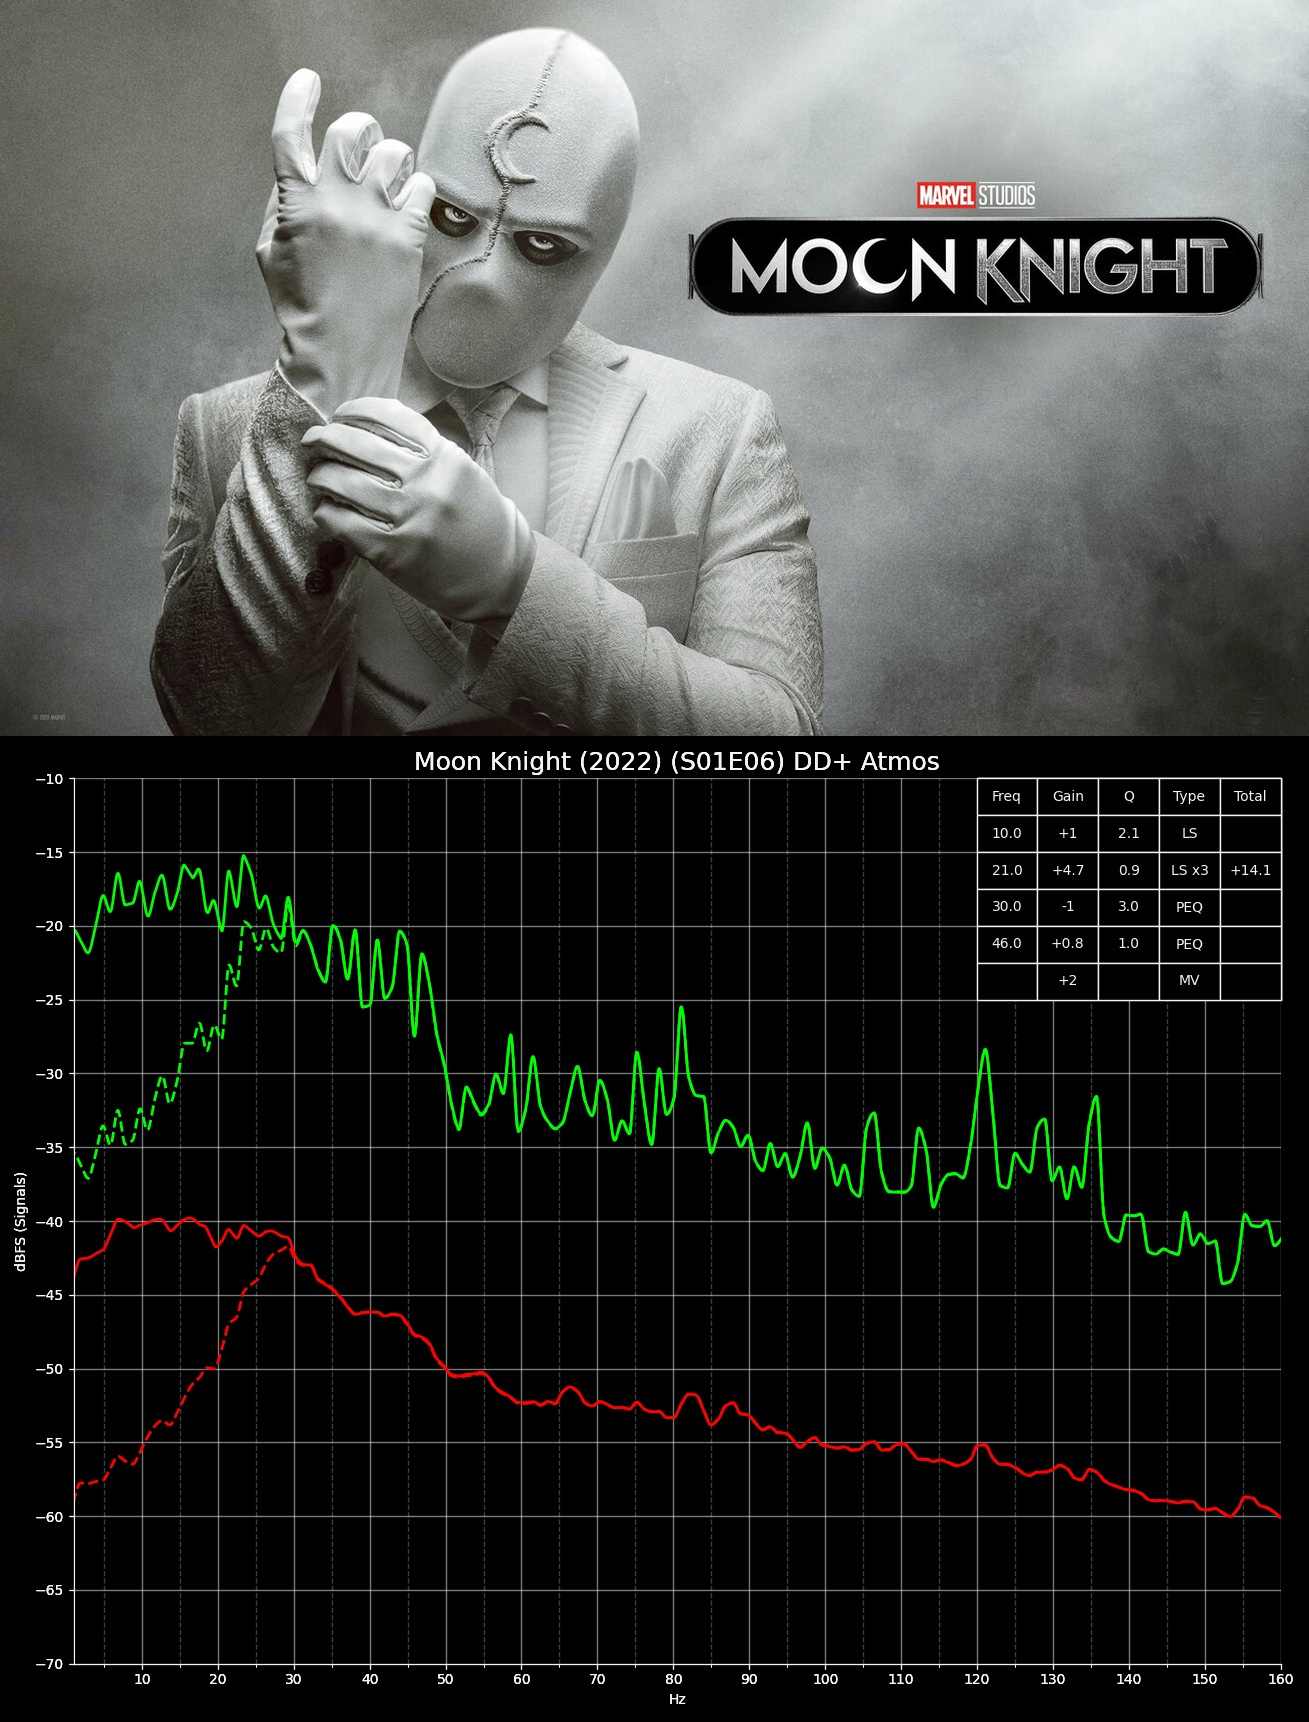 MARVEL STUDIOS
MOON KNIGHT
© 2022 MARVEL
Moon Knight (2022) (S01E06) DD+ Atmos
Freq Gain Q Type Total
10.0 +1 2.1 LS
21.0 +4.7 0.9 LS x3 +14.1
30.0 -1 3.0 PEQ
46.0 +0.8 1.0 PEQ
+2 MV
−10
−15
−20
−25
−30
−35
−40
−45
−50
−55
−60
−65
−70
dBFS (Signals)
10 20 30 40 50 60 70 80 90 100 110 120 130 140 150 160
Hz